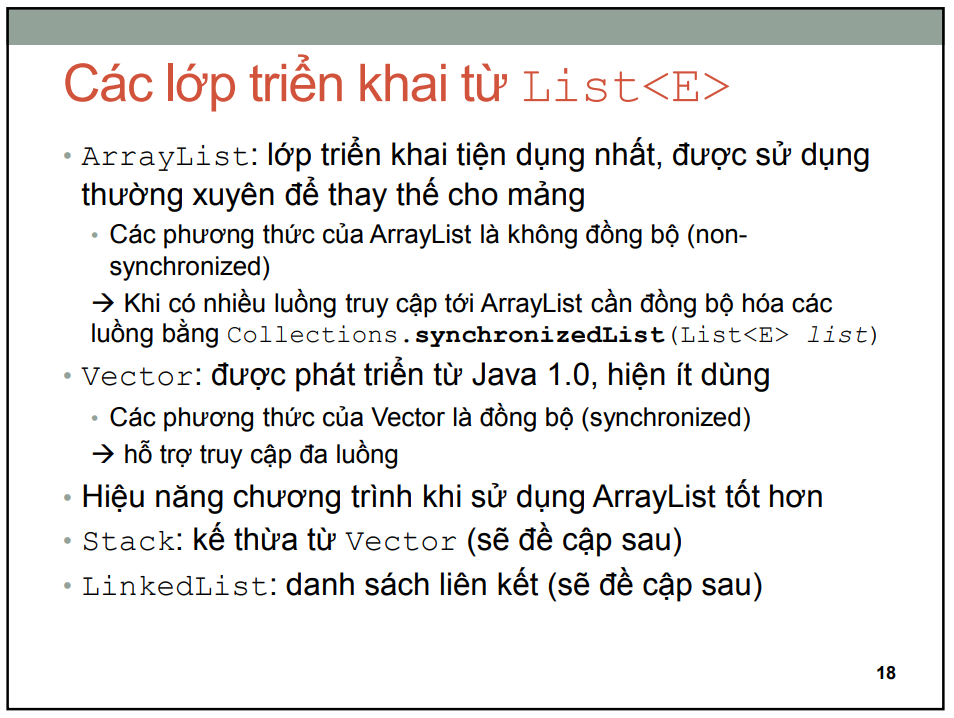 Các lớp triển khai từ List<E>
• ArrayList: lớp triển khai tiện dụng nhất, được sử dụng
thường xuyên để thay thế cho mảng
• Các phương thức của ArrayList là không đồng bộ (non-
synchronized)
→ Khi có nhiều luồng truy cập tới ArrayList cần đồng bộ hóa các
luồng bằng Collections.synchronizedList(List<E> list)
• Vector: được phát triển từ Java 1.0, hiện ít dùng
• Các phương thức của Vector là đồng bộ (synchronized)
→ hỗ trợ truy cập đa luồng
• Hiệu năng chương trình khi sử dụng ArrayList tốt hơn
• Stack: kế thừa từ Vector (sẽ đề cập sau)
• LinkedList: danh sách liên kết (sẽ đề cập sau)
18